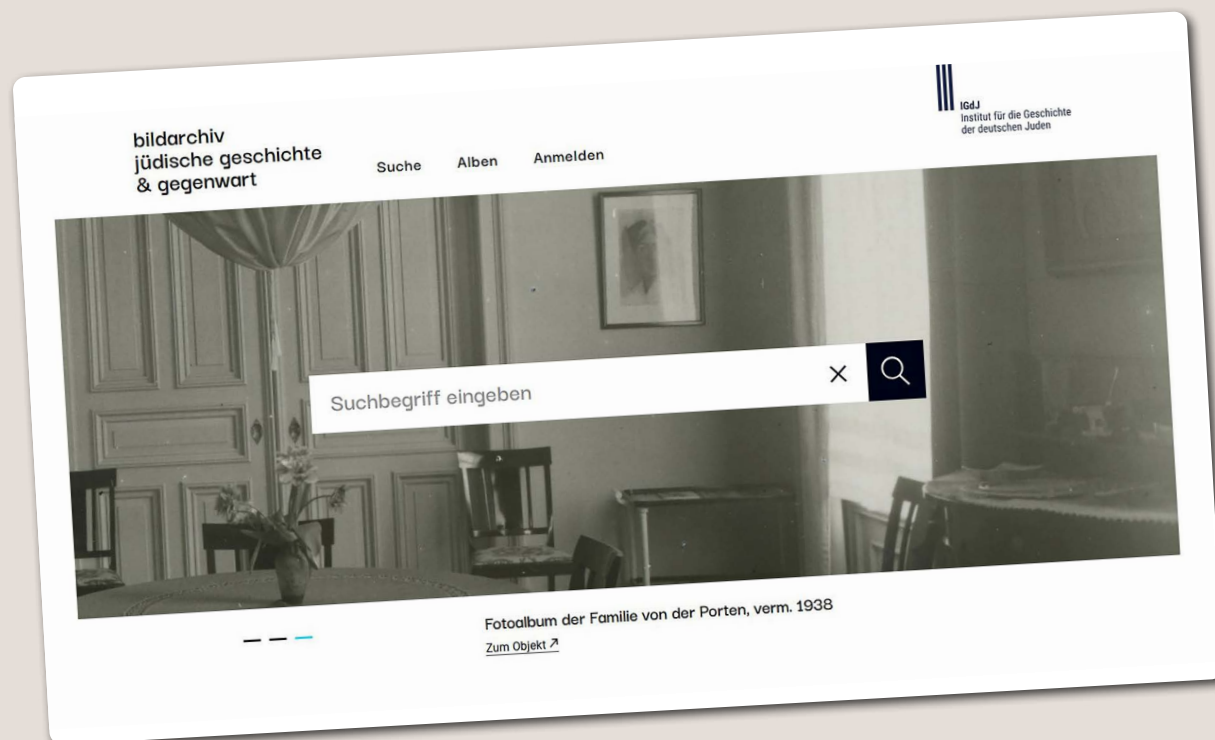 bildarchiv
jüdische geschichte
& gegenwart
Suche Alben Anmelden
IGdJ
Institut für die Geschichte
der deutschen Juden
Suchbegriff eingeben
Fotoalbum der Familie von der Porten, verm. 1938
Zum Objekt ↗